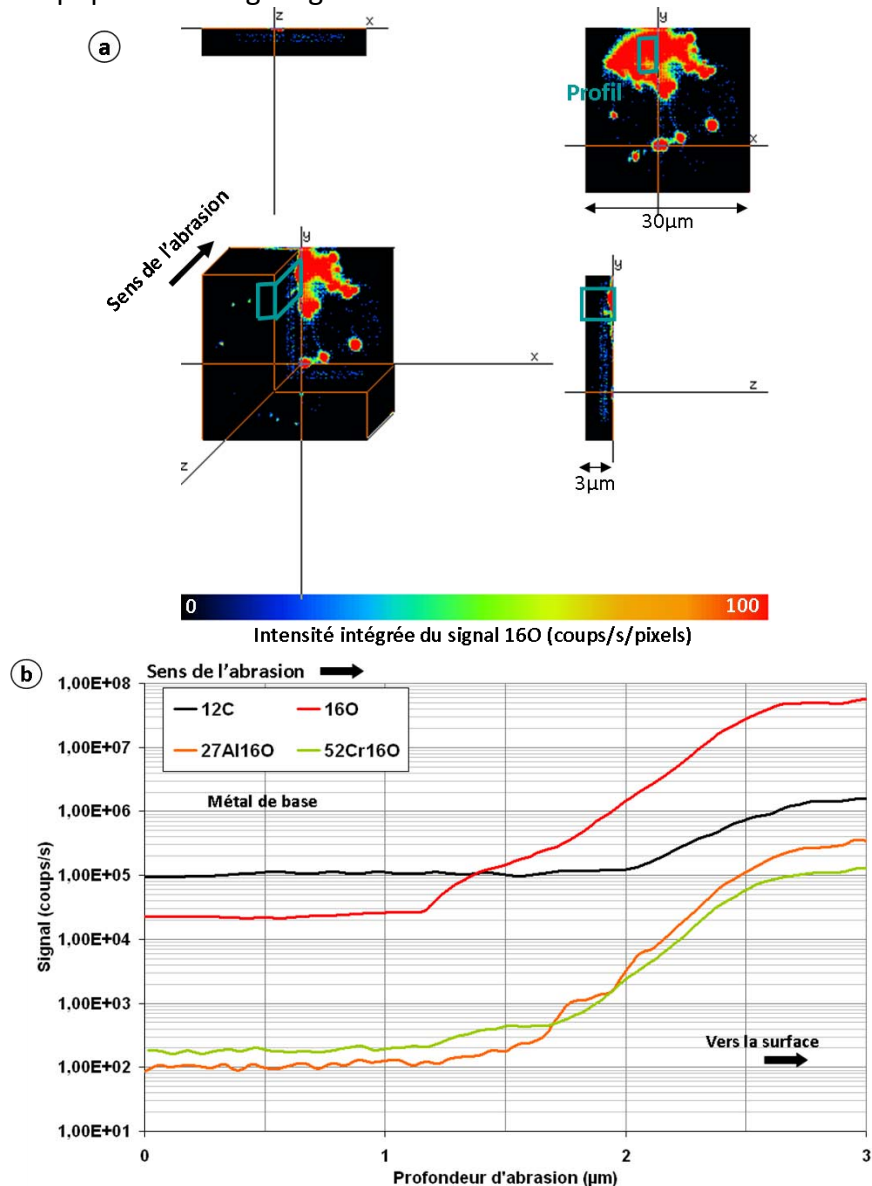 z
x
y
a
Profil
x
30µm
Sens de l'abrasion
y
y
x
z
z
3µm
0
100
Intensité intégrée du signal 16O (coups/s/pixels)
b
Sens de l'abrasion
1,00E+08
12C
16O
27Al16O
52Cr16O
1,00E+07
Métal de base
1,00E+06
1,00E+05
1,00E+04
1,00E+03
1,00E+02
1,00E+01
Signal (coups/s)
Vers la surface
0
1
2
3
Profondeur d'abrasion (µm)